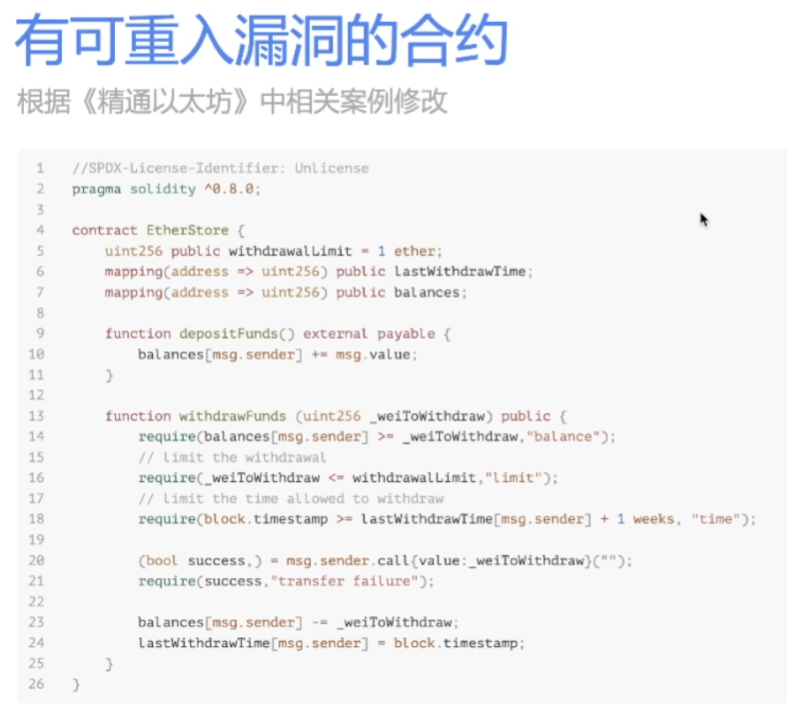 有可重入漏洞的合约
根据《精通以太坊》中相关案例修改
1 //SPDX-License-Identifier: Unlicense
2 pragma solidity ^0.8.0;
3
4 contract EtherStore {
5     uint256 public withdrawalLimit = 1 ether;
6     mapping(address => uint256) public lastWithdrawTime;
7     mapping(address => uint256) public balances;
8
9     function depositFunds() external payable {
10         balances[msg.sender] += msg.value;
11     }
12
13     function withdrawFunds (uint256 _weiToWithdraw) public {
14         require(balances[msg.sender] >= _weiToWithdraw,"balance");
15         // limit the withdrawal
16         require(_weiToWithdraw <= withdrawalLimit,"limit");
17         // limit the time allowed to withdraw
18         require(block.timestamp >= lastWithdrawTime[msg.sender] + 1 weeks, "time");
19
20         (bool success,) = msg.sender.call{value:_weiToWithdraw}("");
21         require(success,"transfer failure");
22
23         balances[msg.sender] -= _weiToWithdraw;
24         lastWithdrawTime[msg.sender] = block.timestamp;
25     }
26 }